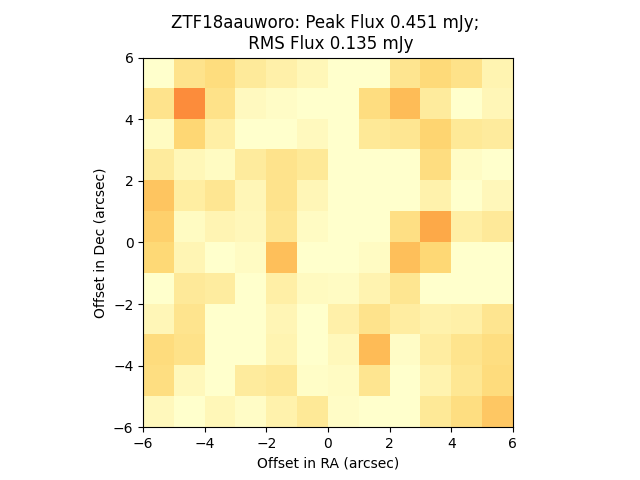 ZTF18aauworo: Peak Flux 0.451 mJy;
RMS Flux 0.135 mJy
6
4
2
0
−2
−4
−6
Offset in Dec (arcsec)
−6 −4 −2 0 2 4 6
Offset in RA (arcsec)